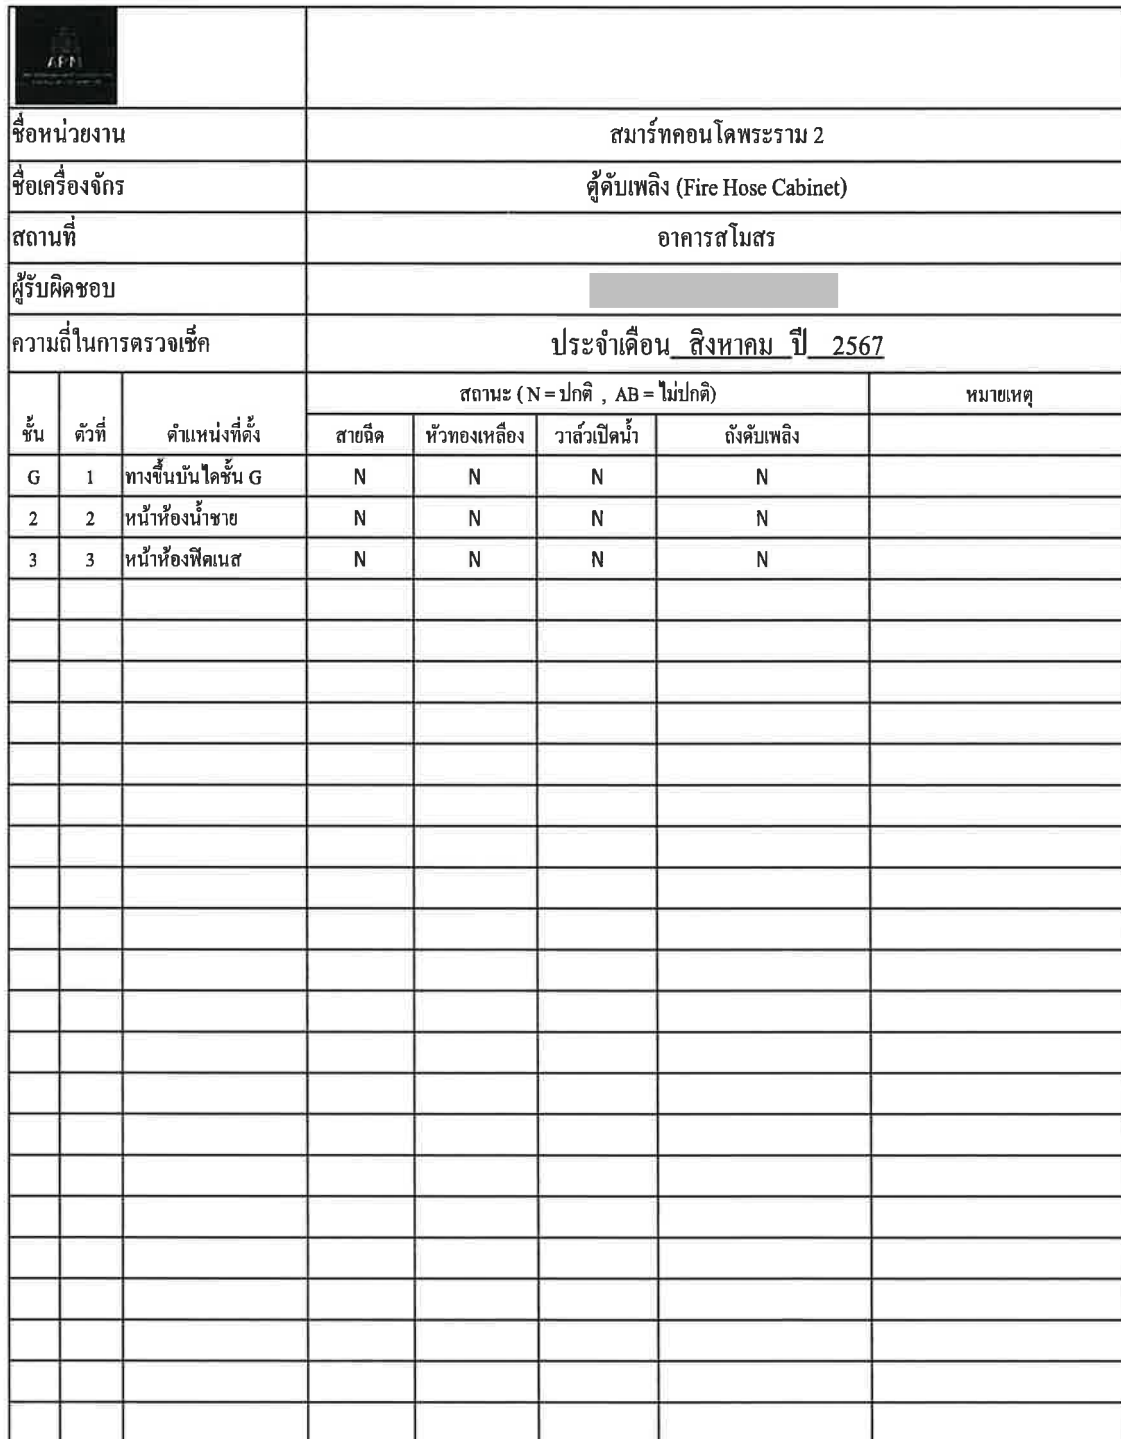 APM
ชื่อหน่วยงาน สมาร์ทคอนโดพระราม 2
ชื่อเครื่องจักร ตู้ดับเพลิง (Fire Hose Cabinet)
สถานที่ อาคารสโมสร
ผู้รับผิดชอบ
ความถี่ในการตรวจเช็ค ประจำเดือน สิงหาคม ปี 2567
สถานะ ( N = ปกติ , AB = ไม่ปกติ) หมายเหตุ
ชั้น ตัวที่ ตำแหน่งที่ตั้ง สายฉีด หัวทองเหลือง วาล์วเปิดน้ำ ถังดับเพลิง
G 1 ทางขึ้นบันไดชั้น G N N N N
2 2 หน้าห้องน้ำชาย N N N N
3 3 หน้าห้องฟิตเนส N N N N